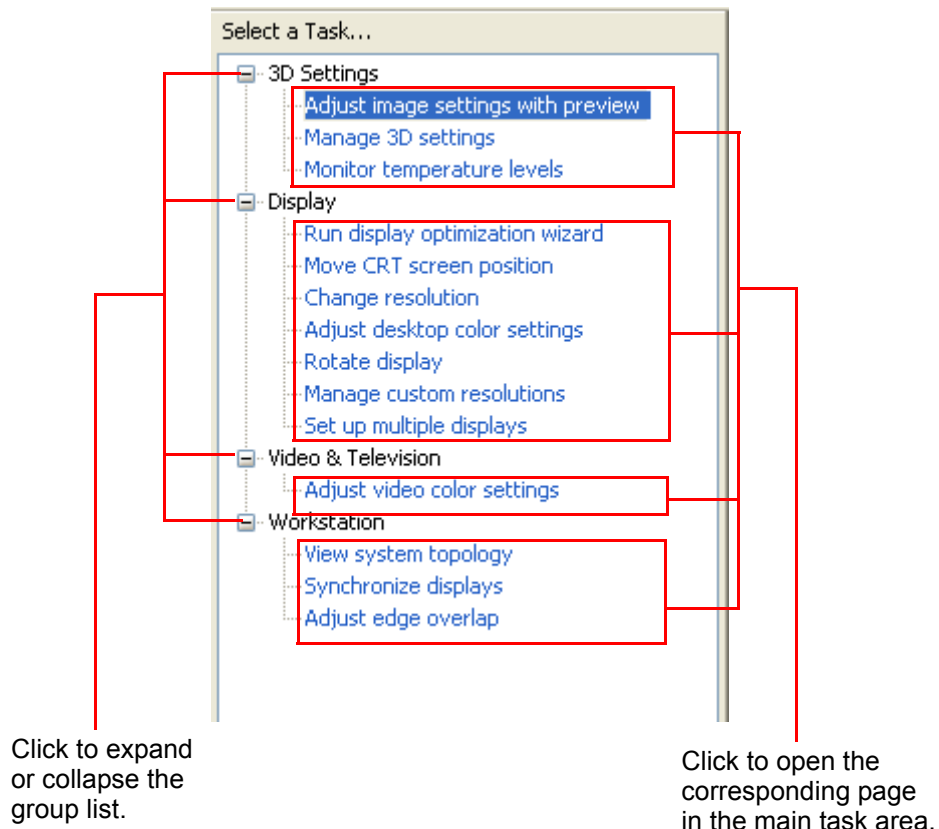 Select a Task...
3D Settings
Adjust image settings with preview
Manage 3D settings
Monitor temperature levels
Display
Run display optimization wizard
Move CRT screen position
Change resolution
Adjust desktop color settings
Rotate display
Manage custom resolutions
Set up multiple displays
Video & Television
Adjust video color settings
Workstation
View system topology
Synchronize displays
Adjust edge overlap
Click to expand
or collapse the
group list.
Click to open the
corresponding page
in the main task area.